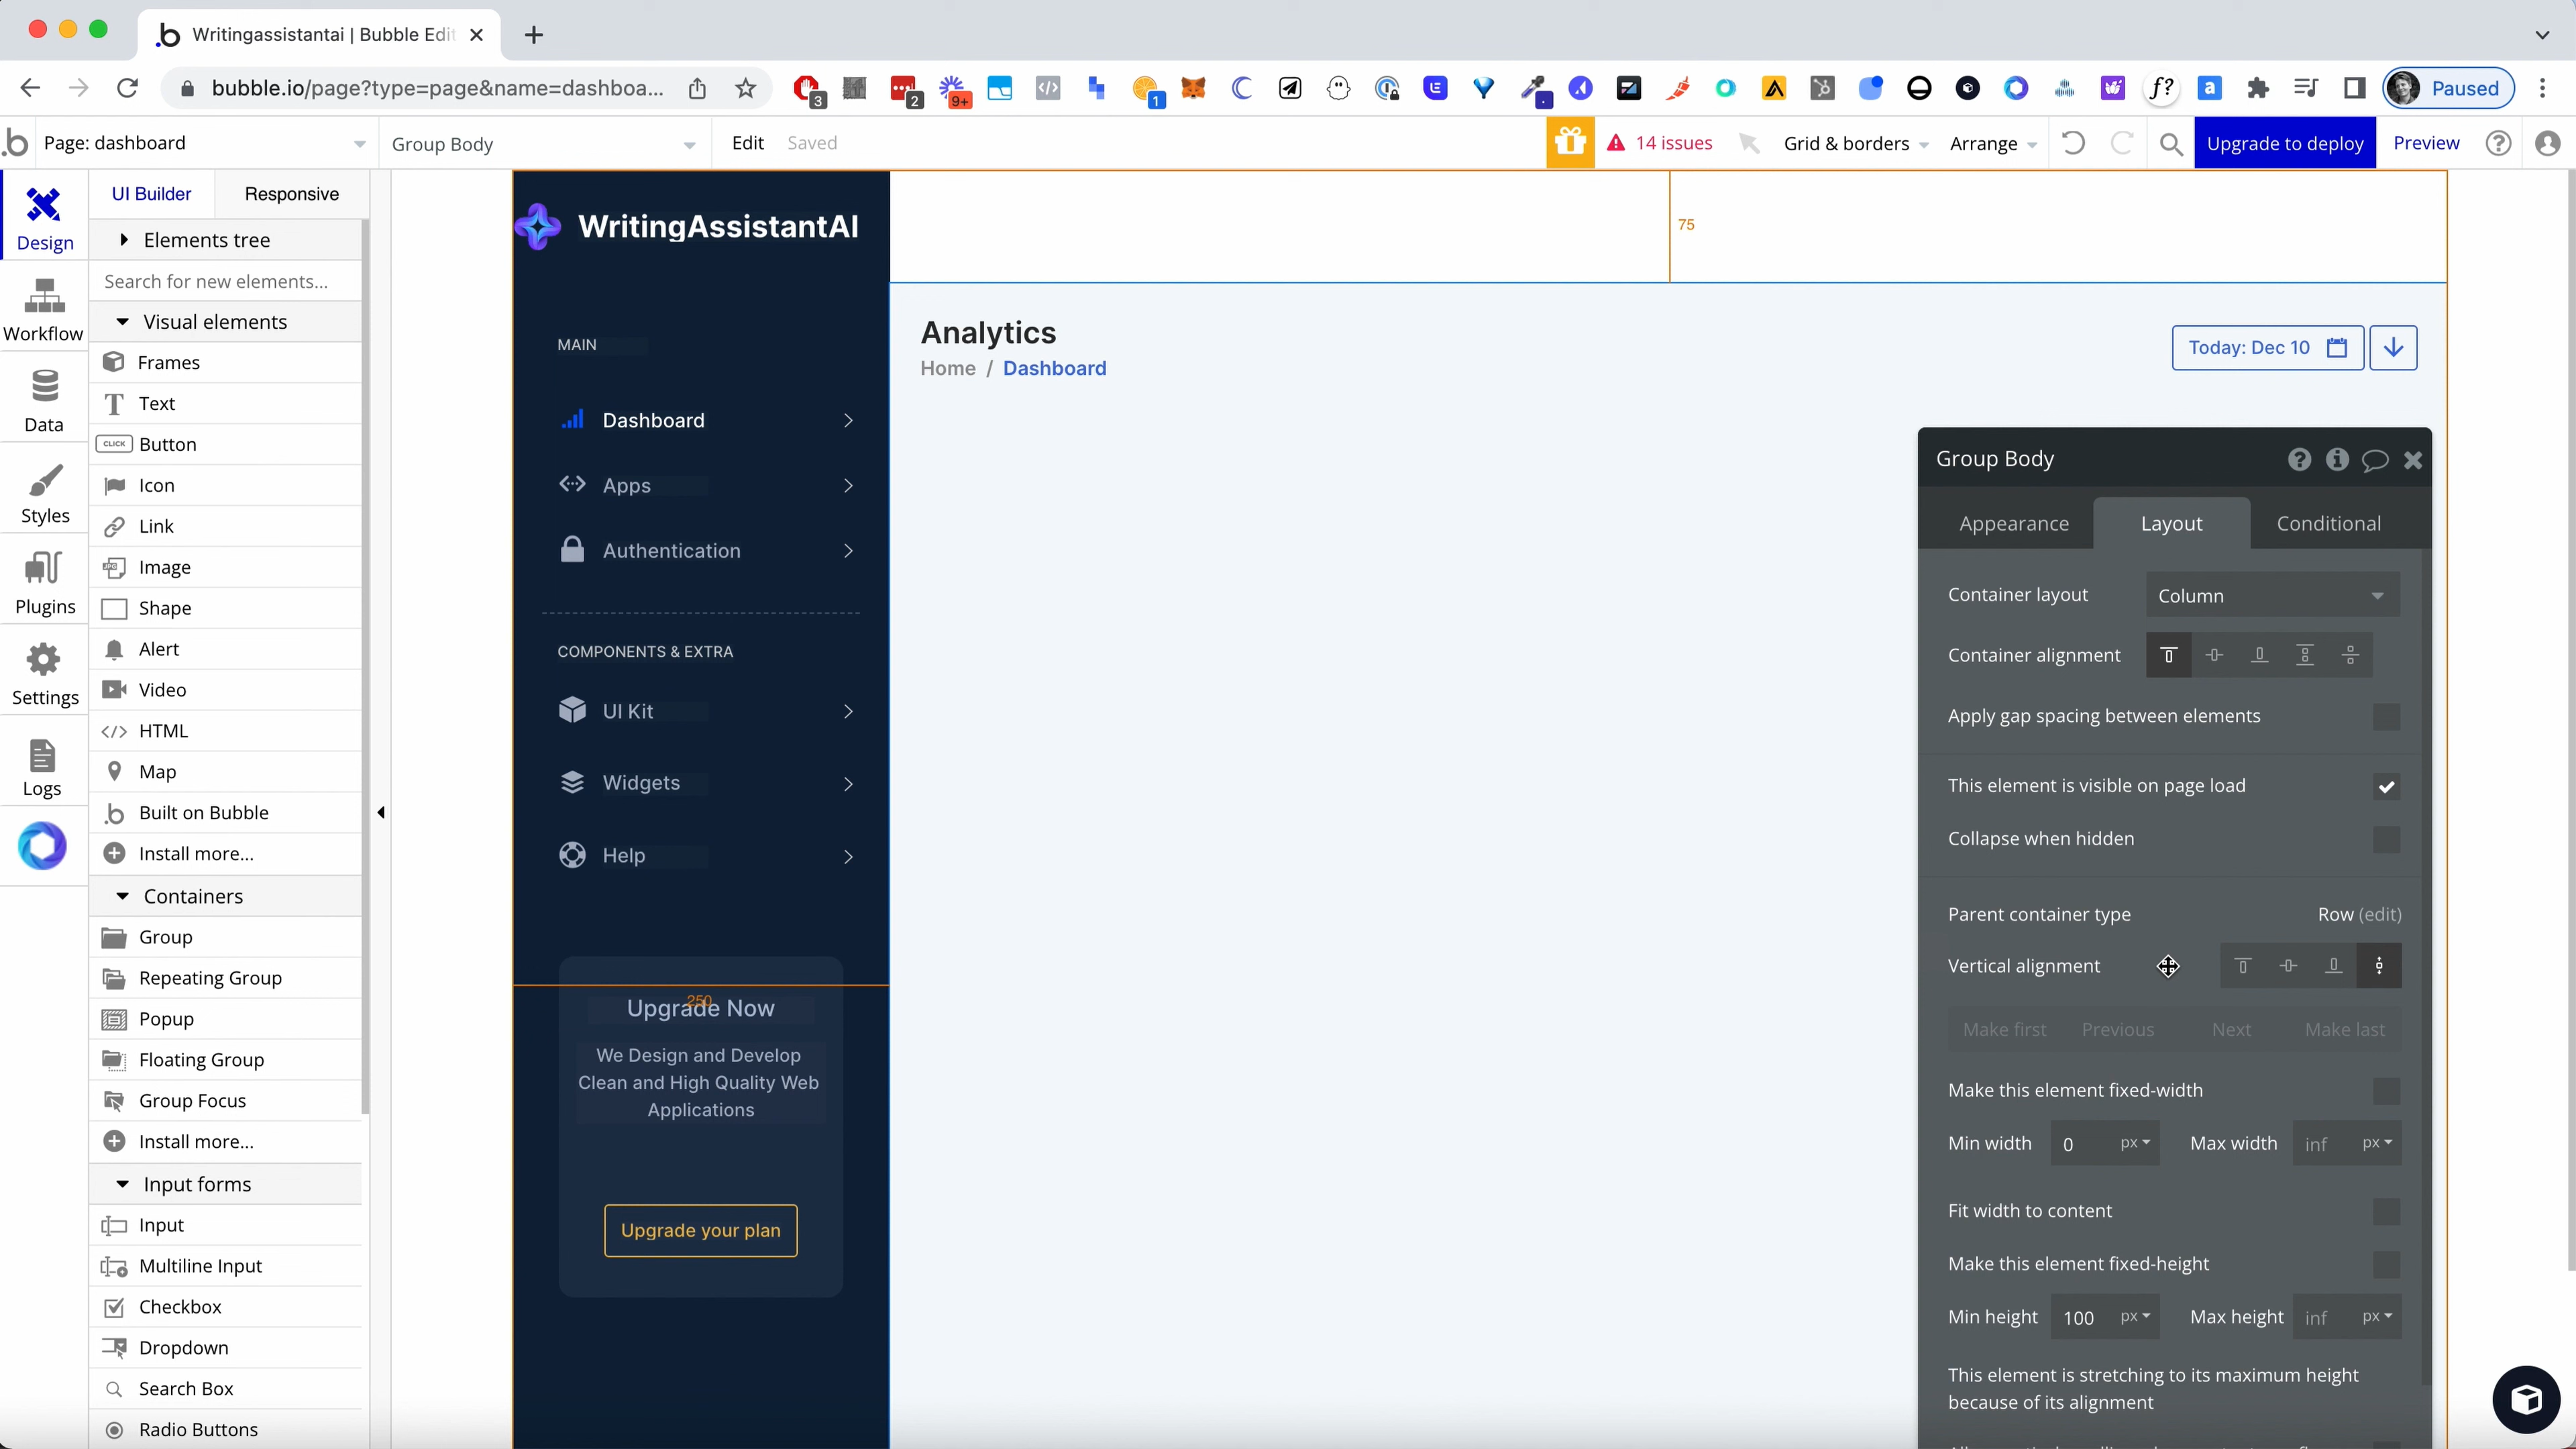 Writingassistantai | Bubble Edit
bubble.io/page?type=page&name=dashboa...
3
2
9+
1
f?
a
Paused
Page: dashboard
Group Body
Edit
Saved
14 issues
Grid & borders
Arrange
Upgrade to deploy
Preview
Design
Workflow
Data
Styles
Plugins
Settings
Logs
UI Builder
Responsive
Elements tree
Search for new elements...
Visual elements
Frames
Text
CLICK
Button
Icon
Link
Image
Shape
Alert
Video
HTML
Map
Built on Bubble
Install more...
Containers
Group
Repeating Group
Popup
Floating Group
Group Focus
Install more...
Input forms
Input
Multiline Input
Checkbox
Dropdown
Search Box
Radio Buttons
WritingAssistantAI
MAIN
Dashboard
Apps
Authentication
COMPONENTS & EXTRA
UI Kit
Widgets
Help
250
Upgrade Now
We Design and Develop
Clean and High Quality Web
Applications
Upgrade your plan
75
Analytics
Home / Dashboard
Today: Dec 10
Group Body
Appearance
Layout
Conditional
Container layout
Column
Container alignment
Apply gap spacing between elements
This element is visible on page load
Collapse when hidden
Parent container type
Row (edit)
Vertical alignment
Make first
Previous
Next
Make last
Make this element fixed-width
Min width
0
px
Max width
inf
px
Fit width to content
Make this element fixed-height
Min height
100
px
Max height
inf
px
This element is stretching to its maximum height
because of its alignment